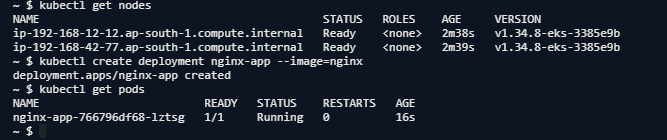 ~ $ kubectl get nodes
NAME STATUS ROLES AGE VERSION
ip-192-168-12-12.ap-south-1.compute.internal Ready <none> 2m38s v1.34.8-eks-3385e9b
ip-192-168-42-77.ap-south-1.compute.internal Ready <none> 2m39s v1.34.8-eks-3385e9b
~ $ kubectl create deployment nginx-app --image=nginx
deployment.apps/nginx-app created
~ $ kubectl get pods
NAME READY STATUS RESTARTS AGE
nginx-app-766796df68-lztsg 1/1 Running 0 16s
~ $